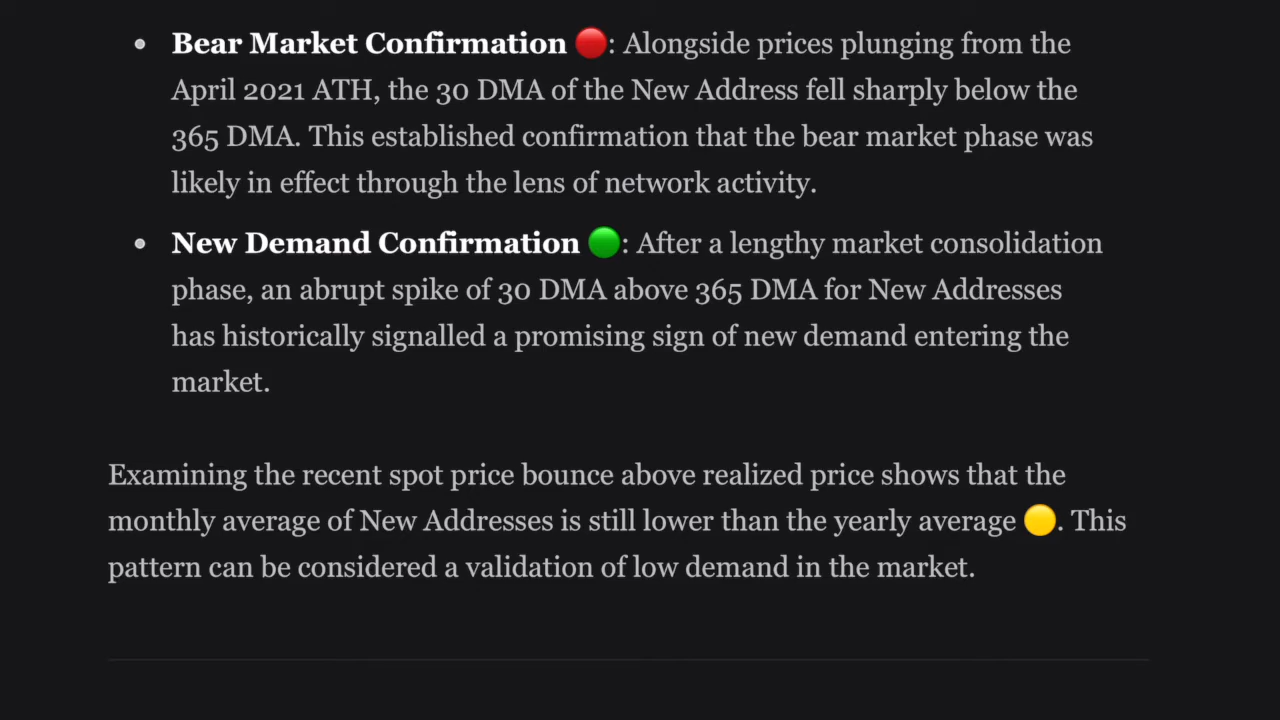 • Bear Market Confirmation 🔴: Alongside prices plunging from the
April 2021 ATH, the 30 DMA of the New Address fell sharply below the
365 DMA. This established confirmation that the bear market phase was
likely in effect through the lens of network activity.
• New Demand Confirmation 🟢: After a lengthy market consolidation
phase, an abrupt spike of 30 DMA above 365 DMA for New Addresses
has historically signalled a promising sign of new demand entering the
market.
Examining the recent spot price bounce above realized price shows that the
monthly average of New Addresses is still lower than the yearly average 🟡. This
pattern can be considered a validation of low demand in the market.